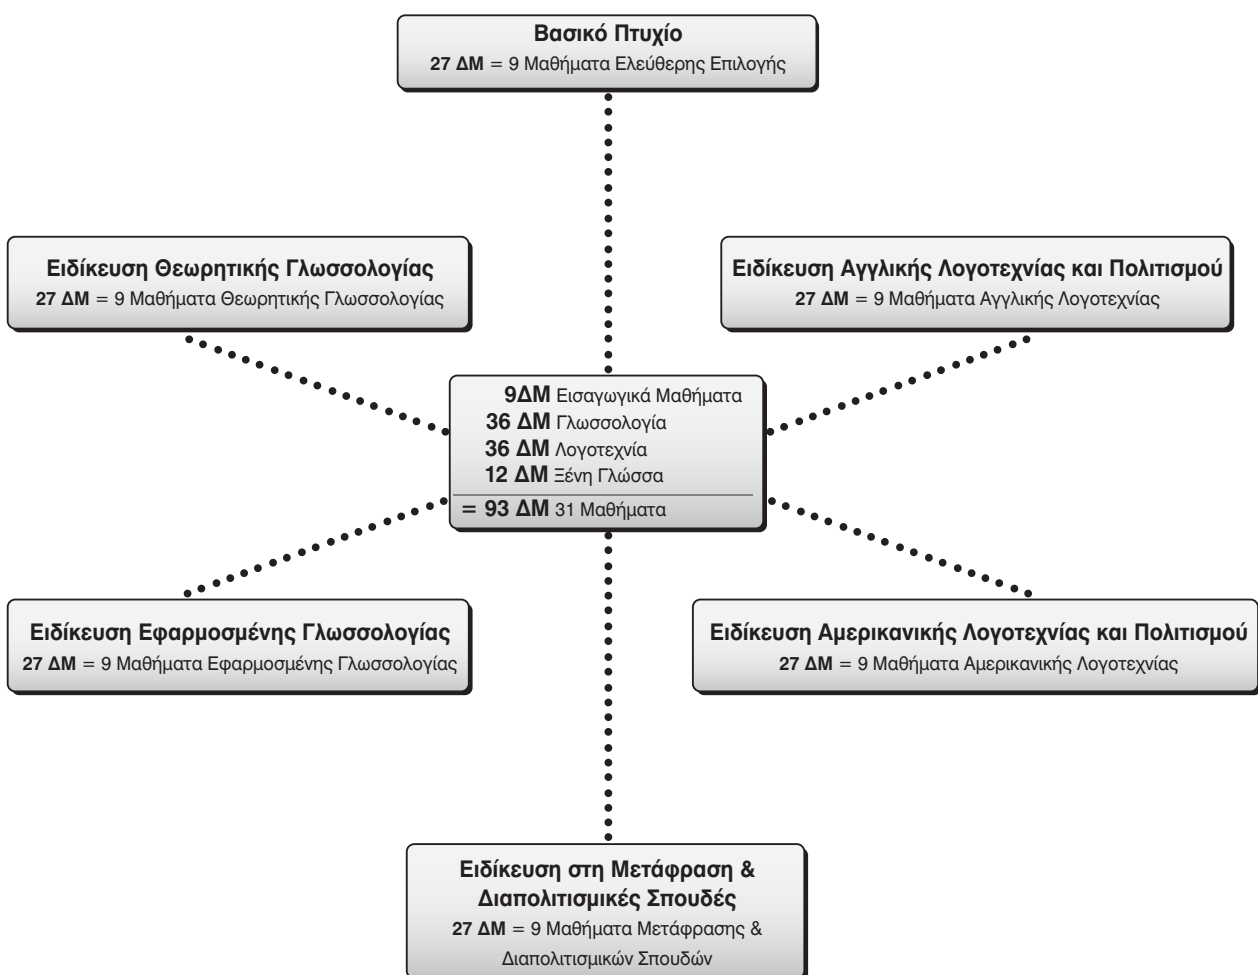 Βασικό Πτυχίο
27 ΔΜ = 9 Μαθήματα Ελεύθερης Επιλογής
Ειδίκευση Θεωρητικής Γλωσσολογίας
27 ΔΜ = 9 Μαθήματα Θεωρητικής Γλωσσολογίας
Ειδίκευση Αγγλικής Λογοτεχνίας και Πολιτισμού
27 ΔΜ = 9 Μαθήματα Αγγλικής Λογοτεχνίας
9ΔΜ Εισαγωγικά Μαθήματα
36 ΔΜ Γλωσσολογία
36 ΔΜ Λογοτεχνία
12 ΔΜ Ξένη Γλώσσα
= 93 ΔΜ 31 Μαθήματα
Ειδίκευση Εφαρμοσμένης Γλωσσολογίας
27 ΔΜ = 9 Μαθήματα Εφαρμοσμένης Γλωσσολογίας
Ειδίκευση Αμερικανικής Λογοτεχνίας και Πολιτισμού
27 ΔΜ = 9 Μαθήματα Αμερικανικής Λογοτεχνίας
Ειδίκευση στη Μετάφραση &
Διαπολιτισμικές Σπουδές
27 ΔΜ = 9 Μαθήματα Μετάφρασης &
Διαπολιτισμικών Σπουδών